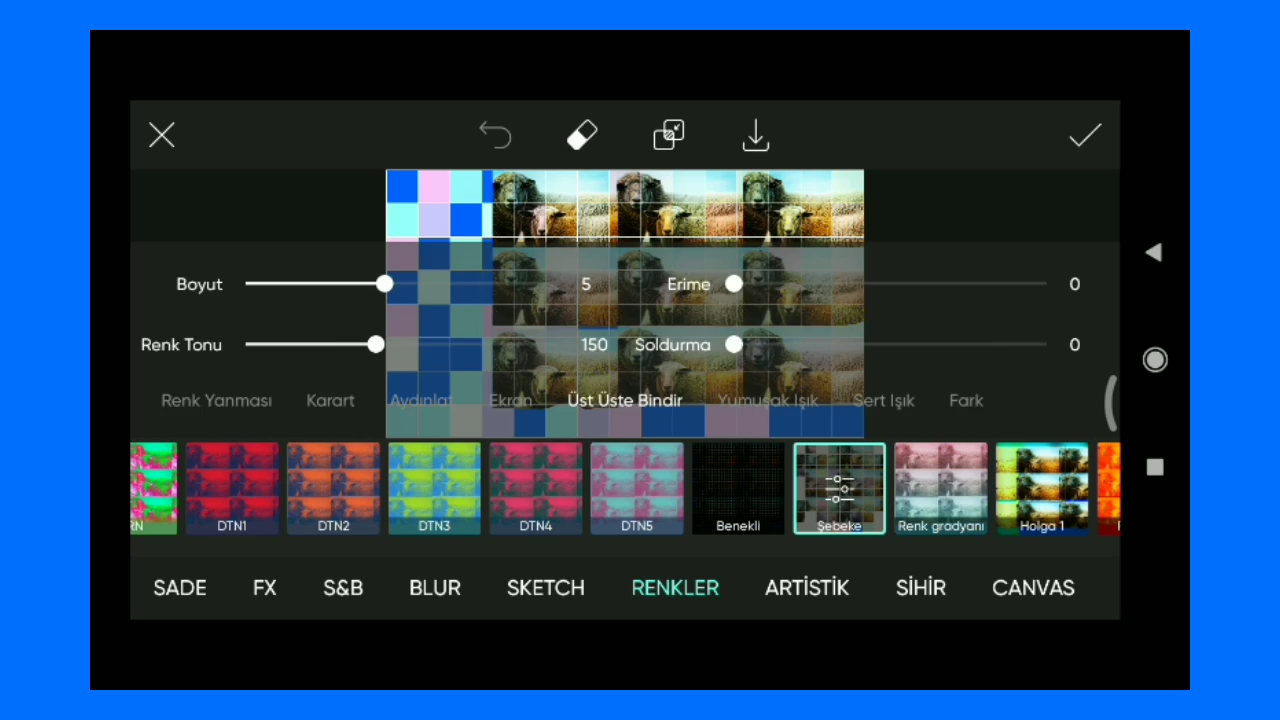 Boyut 5 Erime 0
Renk Tonu 150 Soldurma 0
Renk Yanması Karart Aydınlat Ekran Üst Üste Bindir Yumuşak Işık Sert Işık Fark
RN DTN1 DTN2 DTN3 DTN4 DTN5 Benekli Şebeke Renk gradyanı Holga 1
SADE FX S&B BLUR SKETCH RENKLER ARTİSTİK SİHİR CANVAS